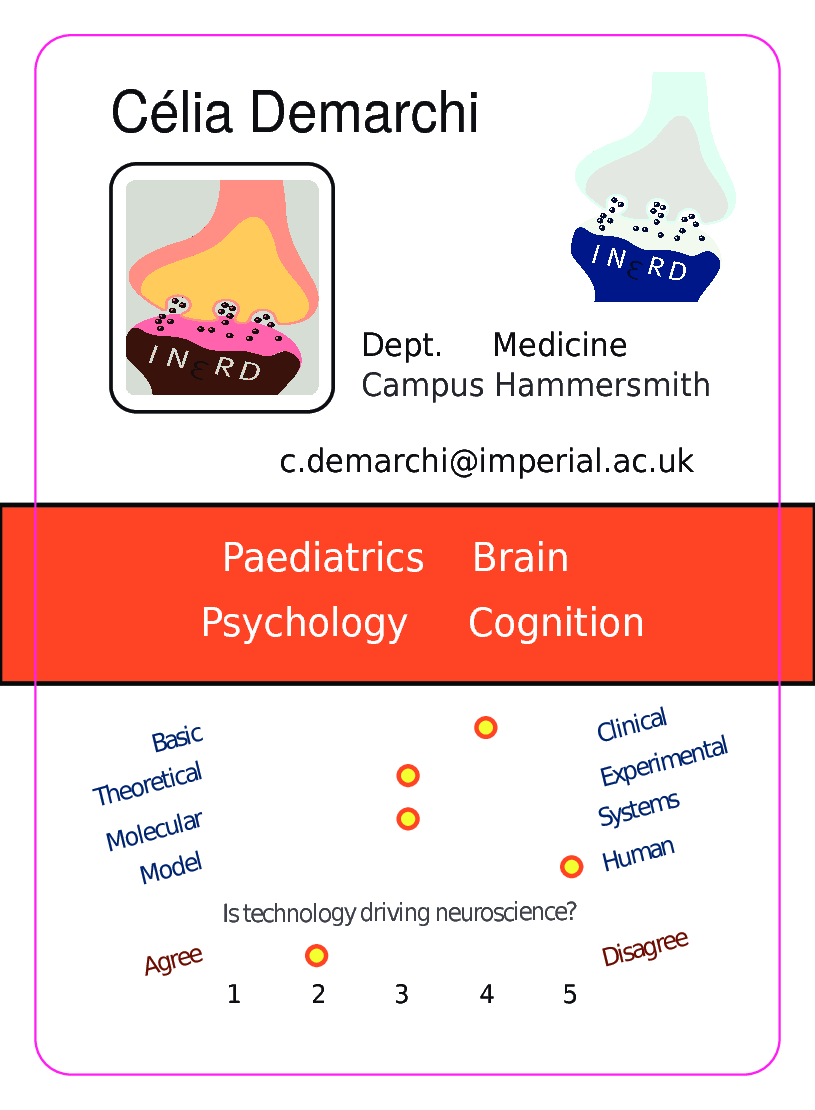 Célia Demarchi
INεRD
INεRD
Dept. Medicine
Campus Hammersmith
c.demarchi@imperial.ac.uk
Paediatrics Brain
Psychology Cognition
Basic Clinical
Theoretical Experimental
Molecular Systems
Model Human
Is technology driving neuroscience?
Agree Disagree
1 2 3 4 5